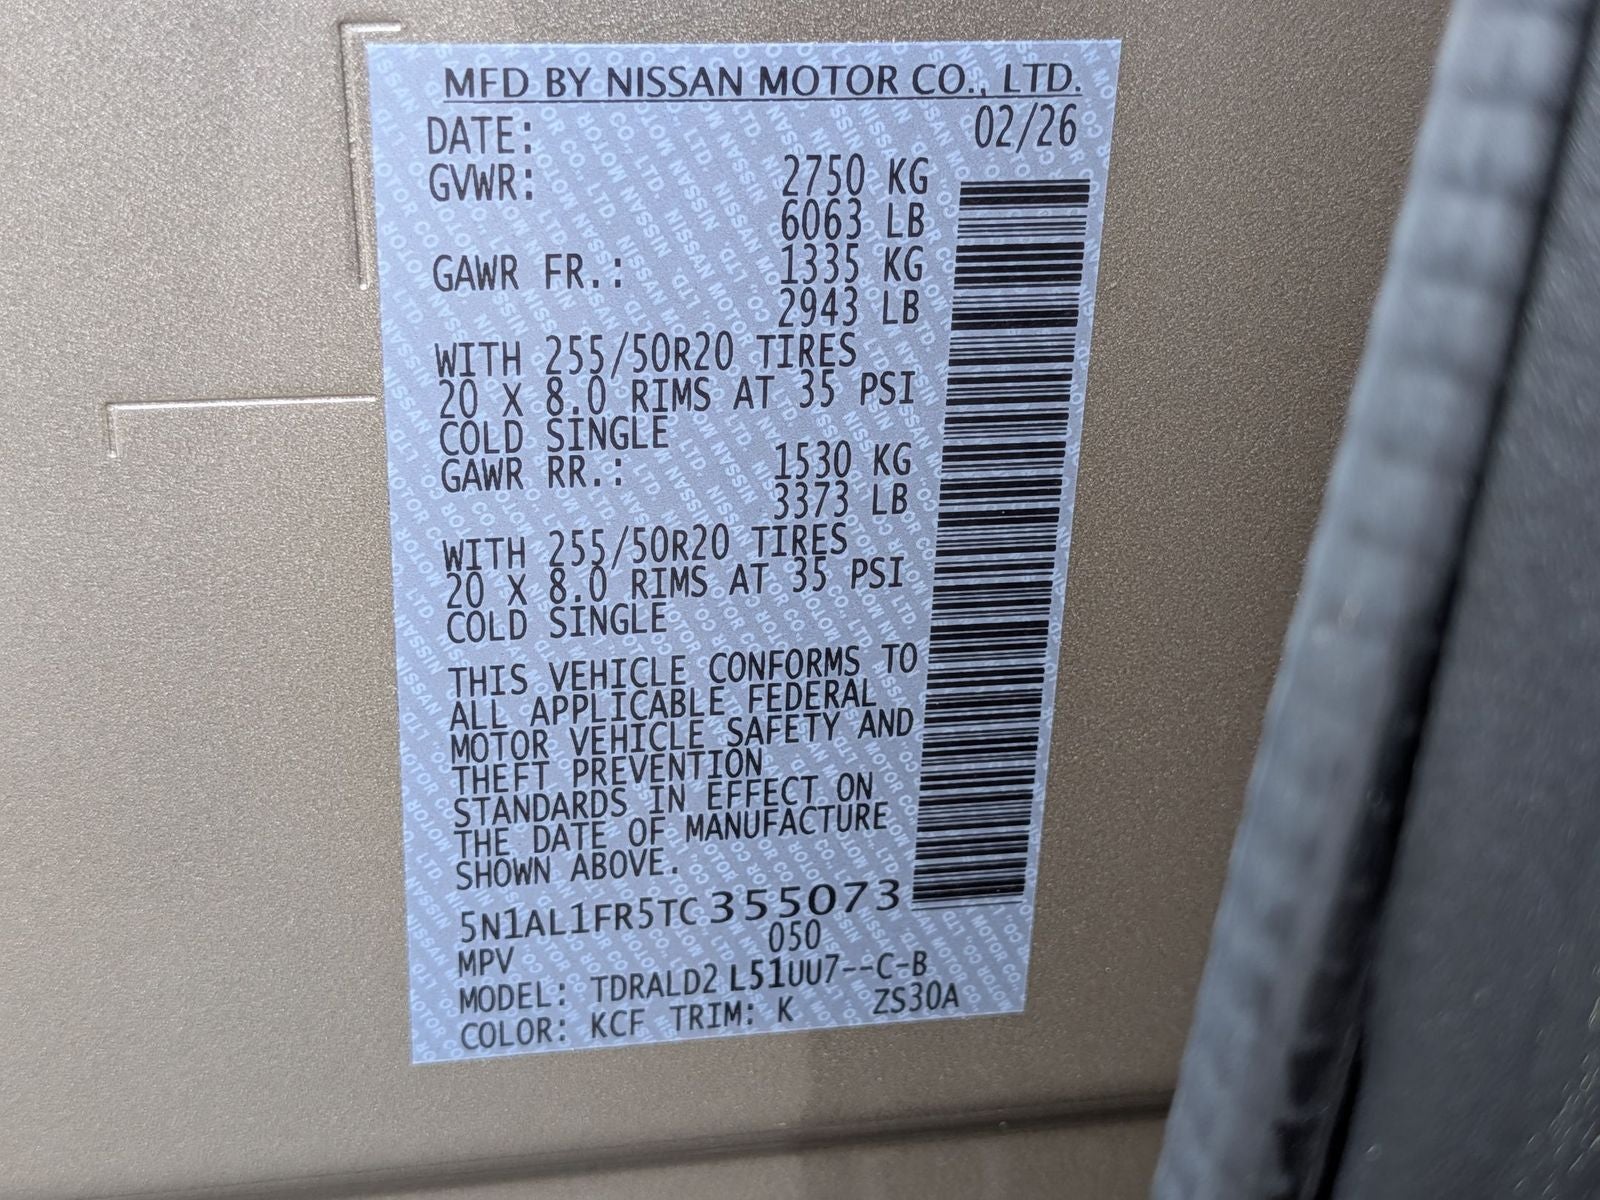 MFD BY NISSAN MOTOR CO., LTD.
DATE: 02/26
GVWR: 2750 KG
6063 LB
GAWR FR.: 1335 KG
2943 LB
WITH 255/50R20 TIRES
20 X 8.0 RIMS AT 35 PSI
COLD SINGLE
GAWR RR.: 1530 KG
3373 LB
WITH 255/50R20 TIRES
20 X 8.0 RIMS AT 35 PSI
COLD SINGLE
THIS VEHICLE CONFORMS TO
ALL APPLICABLE FEDERAL
MOTOR VEHICLE SAFETY AND
THEFT PREVENTION
STANDARDS IN EFFECT ON
THE DATE OF MANUFACTURE
SHOWN ABOVE.
5N1AL1FR5TC355073
MPV 050
MODEL: TDRALD2 L51UU7--C-B
COLOR: KCF TRIM: K ZS30A